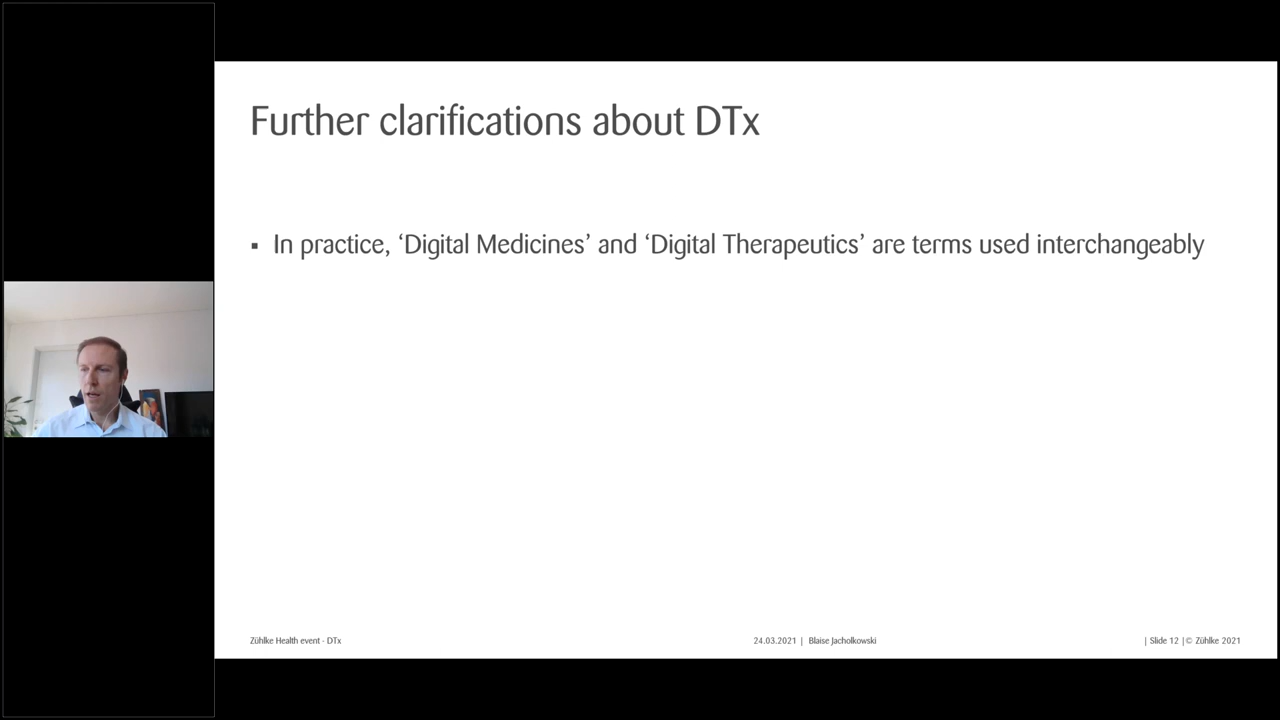 Further clarifications about DTx
▪ In practice, ‘Digital Medicines’ and ‘Digital Therapeutics’ are terms used interchangeably
Zühlke Health event - DTx
24.03.2021 | Blaise Jacholkowski
| Slide 12 | © Zühlke 2021